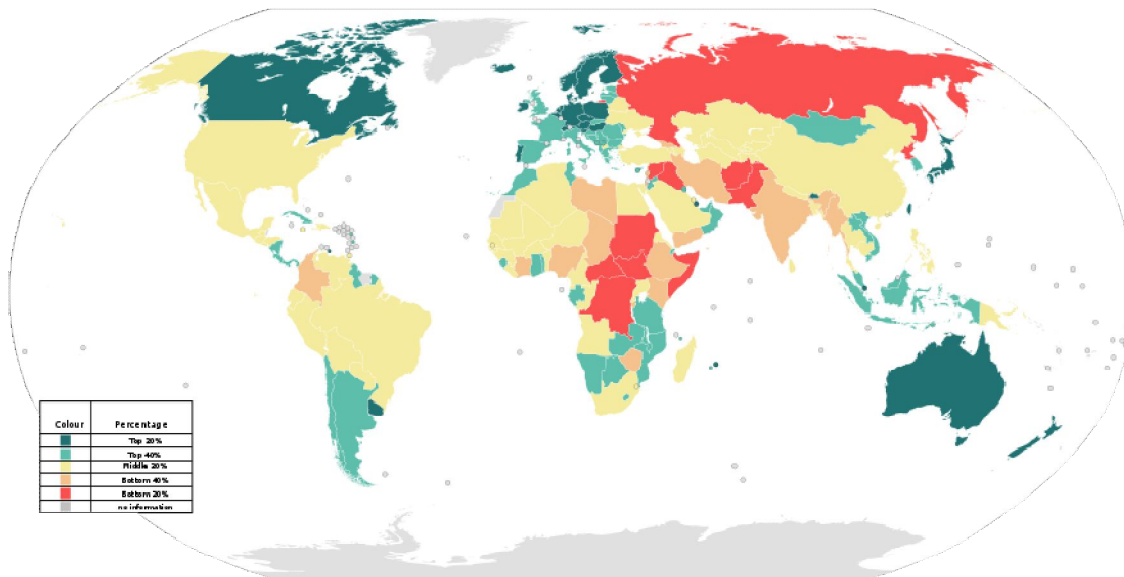 Colour Percentage
Top 20%
Top 40%
Middle 20%
Bottom 40%
Bottom 20%
no information